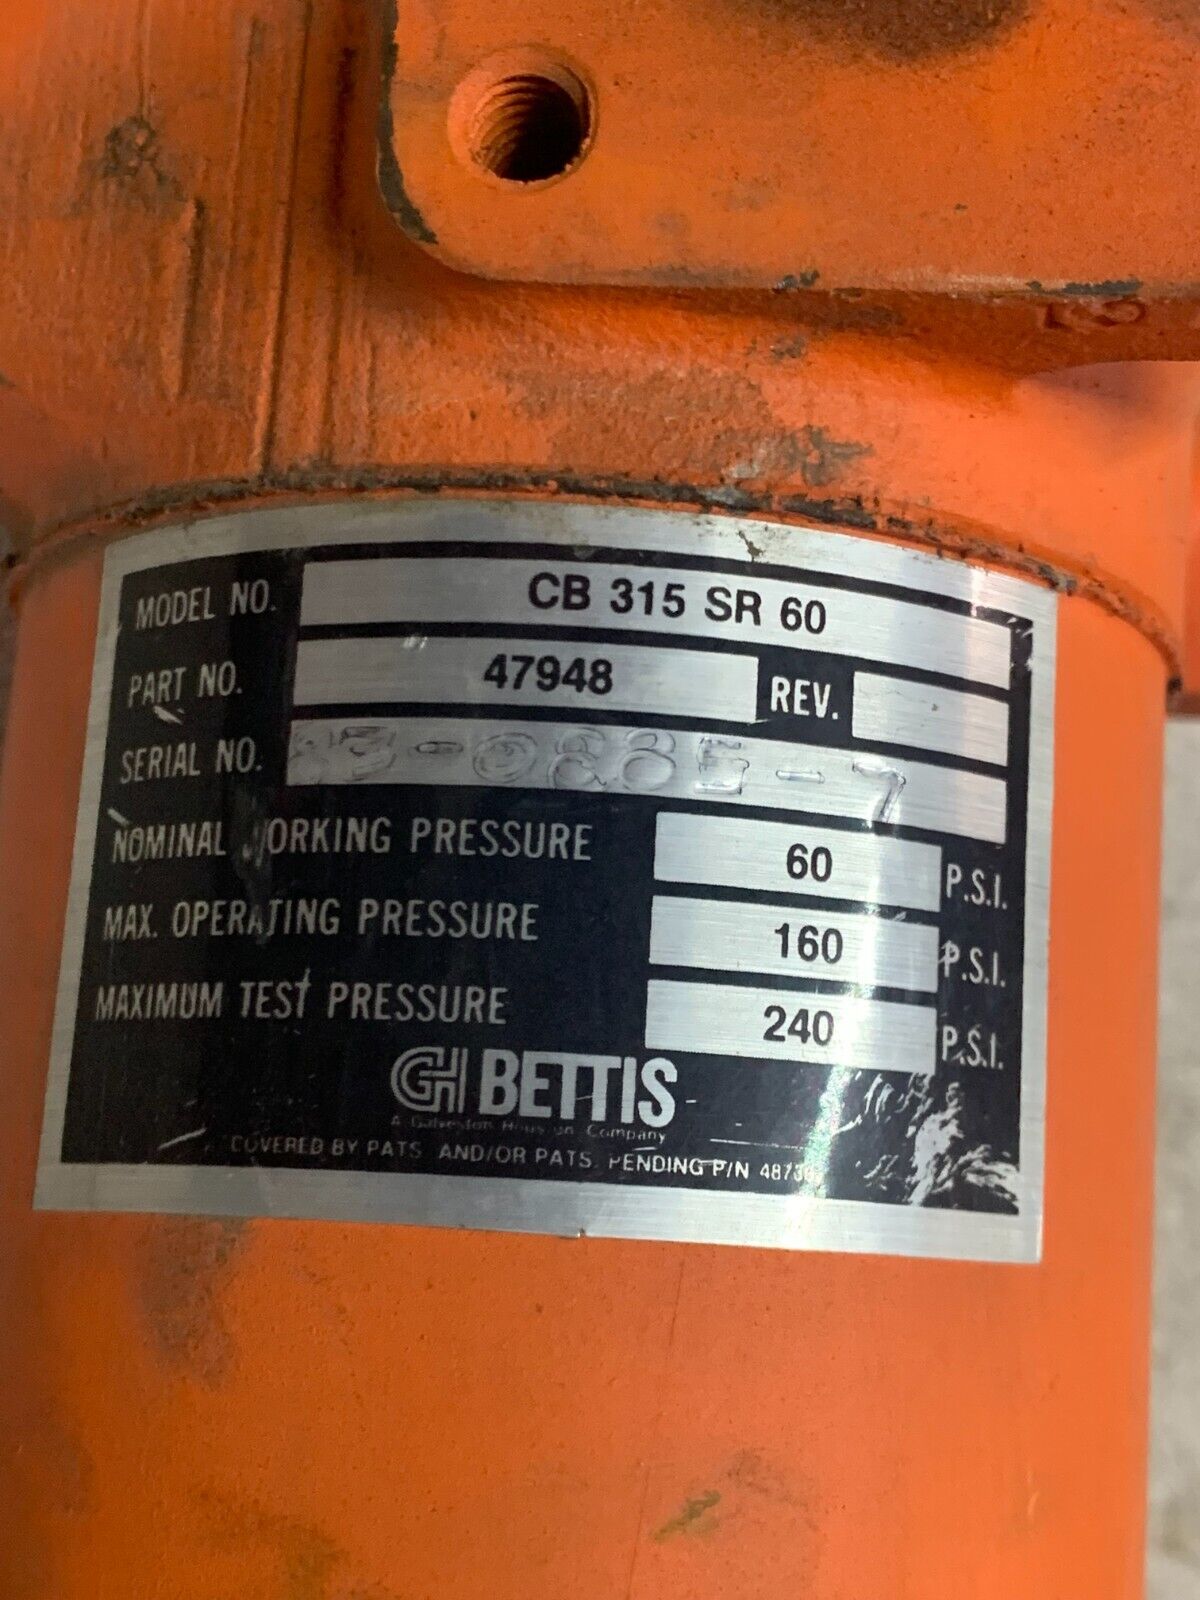 MODEL NO. CB 315 SR 60
PART NO. 47948 REV.
SERIAL NO.
NOMINAL WORKING PRESSURE 60 P.S.I.
MAX. OPERATING PRESSURE 160 P.S.I.
MAXIMUM TEST PRESSURE 240 P.S.I.
GH BETTIS
A Galveston Houston Company
COVERED BY PATS. AND/OR PATS. PENDING P/N